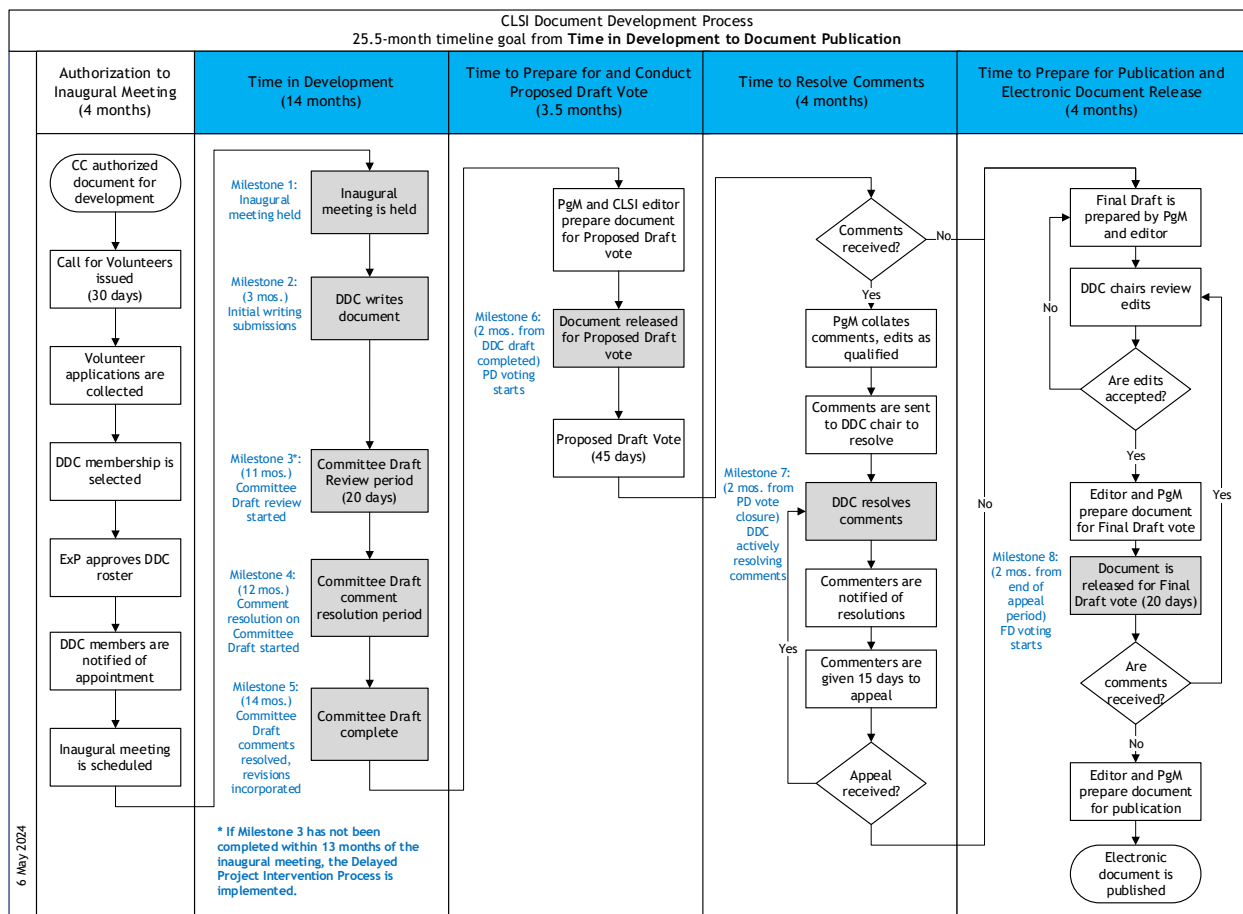 CLSI Document Development Process
25.5-month timeline goal from Time in Development to Document Publication
Authorization to
Inaugural Meeting
(4 months)
Time in Development
(14 months)
Time to Prepare for and Conduct
Proposed Draft Vote
(3.5 months)
Time to Resolve Comments
(4 months)
Time to Prepare for Publication and
Electronic Document Release
(4 months)
CC authorized
document for
development
Call for Volunteers
issued
(30 days)
Volunteer
applications are
collected
DDC membership is
selected
ExP approves DDC
roster
DDC members are
notified of
appointment
Inaugural meeting
is scheduled
Milestone 1:
Inaugural
meeting held
Inaugural
meeting is held
Milestone 2:
(3 mos.)
Initial writing
submissions
DDC writes
document
Milestone 3*:
(11 mos.)
Committee
Draft review
started
Committee Draft
Review period
(20 days)
Milestone 4:
(12 mos.)
Comment
resolution on
Committee
Draft started
Committee Draft
comment
resolution period
Milestone 5:
(14 mos.)
Committee
Draft
comments
resolved,
revisions
incorporated
Committee Draft
complete
* If Milestone 3 has not been
completed within 13 months of the
inaugural meeting, the Delayed
Project Intervention Process is
implemented.
PgM and CLSI editor
prepare document
for Proposed Draft
vote
Milestone 6:
(2 mos. from
DDC draft
completed)
PD voting
starts
Document released
for Proposed Draft
vote
Proposed Draft Vote
(45 days)
Comments
received?
No
Yes
PgM collates
comments, edits as
qualified
Comments are sent
to DDC chair to
resolve
Milestone 7:
(2 mos. from
PD vote
closure)
DDC
actively
resolving
comments
DDC resolves
comments
Commenters are
notified of
resolutions
Yes
Commenters are
given 15 days to
appeal
Appeal
received?
No
Final Draft is
prepared by PgM
and editor
DDC chairs review
edits
No
Are edits
accepted?
Yes
Yes
Editor and PgM
prepare document
for Final Draft vote
Milestone 8:
(2 mos. from
end of
appeal
period)
FD voting
starts
Document is
released for Final
Draft vote (20 days)
Are
comments
received?
No
Editor and PgM
prepare document
for publication
Electronic
document is
published
6 May 2024